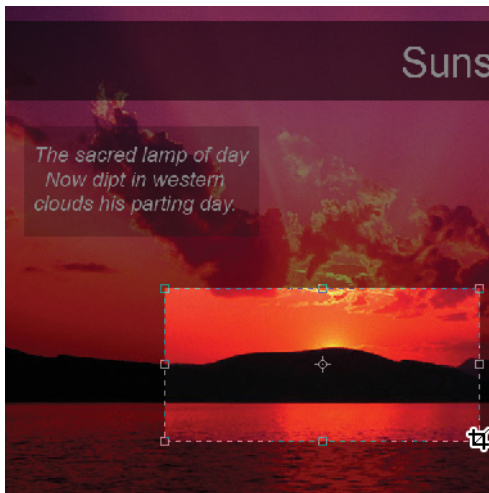 Suns
The sacred lamp of day
Now dipt in western
clouds his parting day.